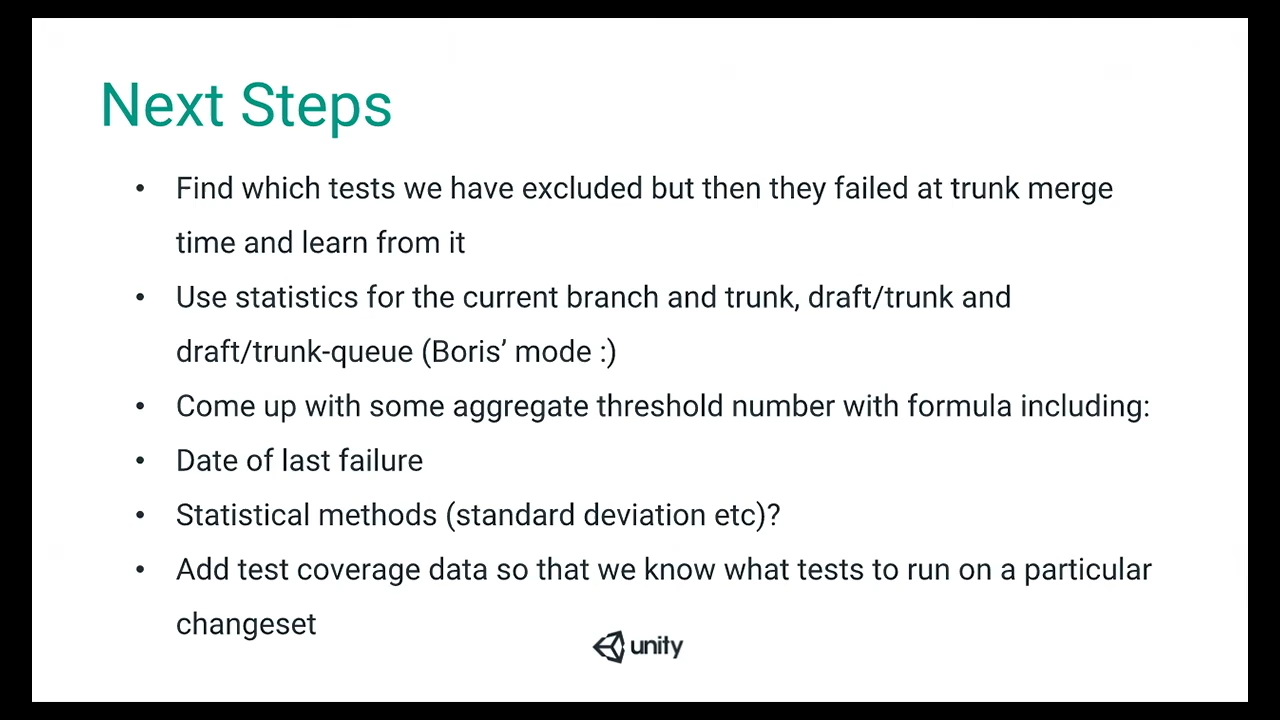 Next Steps
• Find which tests we have excluded but then they failed at trunk merge
time and learn from it
• Use statistics for the current branch and trunk, draft/trunk and
draft/trunk-queue (Boris’ mode :)
• Come up with some aggregate threshold number with formula including:
• Date of last failure
• Statistical methods (standard deviation etc)?
• Add test coverage data so that we know what tests to run on a particular
changeset
unity